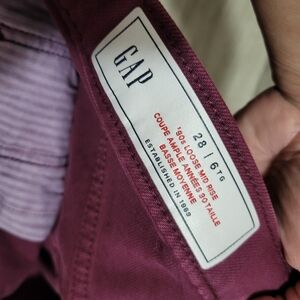 GAP
28 | 6 TG
'90s LOOSE MID RISE
COUPE AMPLE ANNÉES 90 TAILLE
BASSE MOYENNE
ESTABLISHED IN 1969